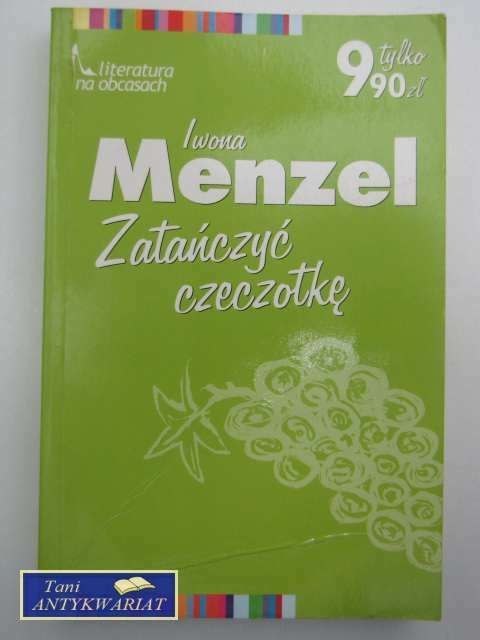 literatura
na obcasach
tylko
9 90 zł
Iwona
Menzel
Zatańczyć
czeczotkę
Tani
ANTYKWARIAT